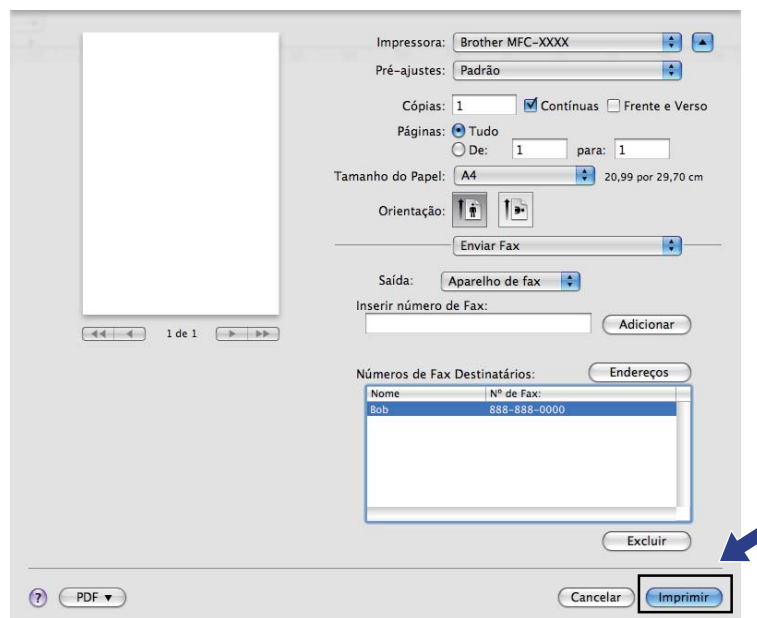 Impressora: Brother MFC-XXXX
Pré-ajustes: Padrão
Cópias: 1 Contínuas Frente e Verso
Páginas: Tudo
De: 1 para: 1
Tamanho do Papel: A4 20,99 por 29,70 cm
Orientação:
Enviar Fax
Saída: Aparelho de fax
Inserir número de Fax:
Adicionar
1 de 1
Números de Fax Destinatários: Endereços
Nome Nº de Fax:
Bob 888-888-0000
Excluir
? PDF Cancelar Imprimir